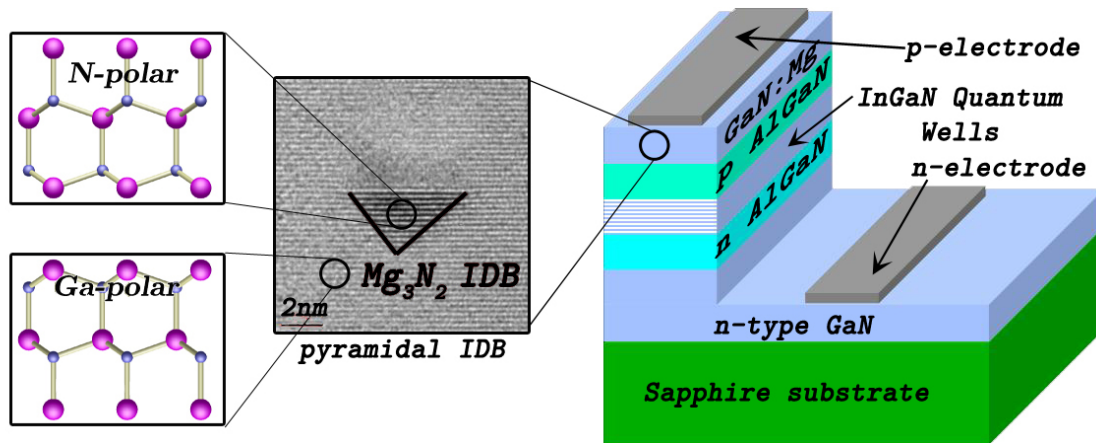 N-polar
Ga-polar
Mg₃N₂ IDB
2nm
pyramidal IDB
GaN:Mg
p AlGaN
n AlGaN
p-electrode
InGaN Quantum
Wells
n-electrode
n-type GaN
Sapphire substrate